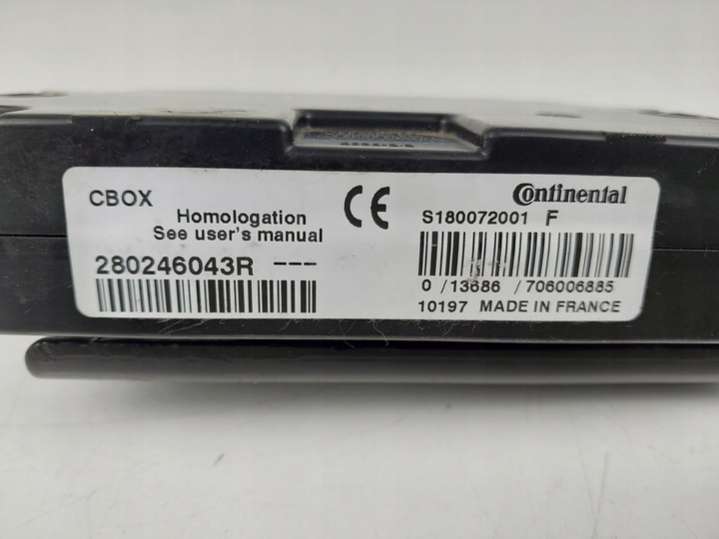 CBOX
Homologation
See user's manual
280246043R ---
CE
Continental
S180072001 F
0 / 13686 / 706006885
10197 MADE IN FRANCE